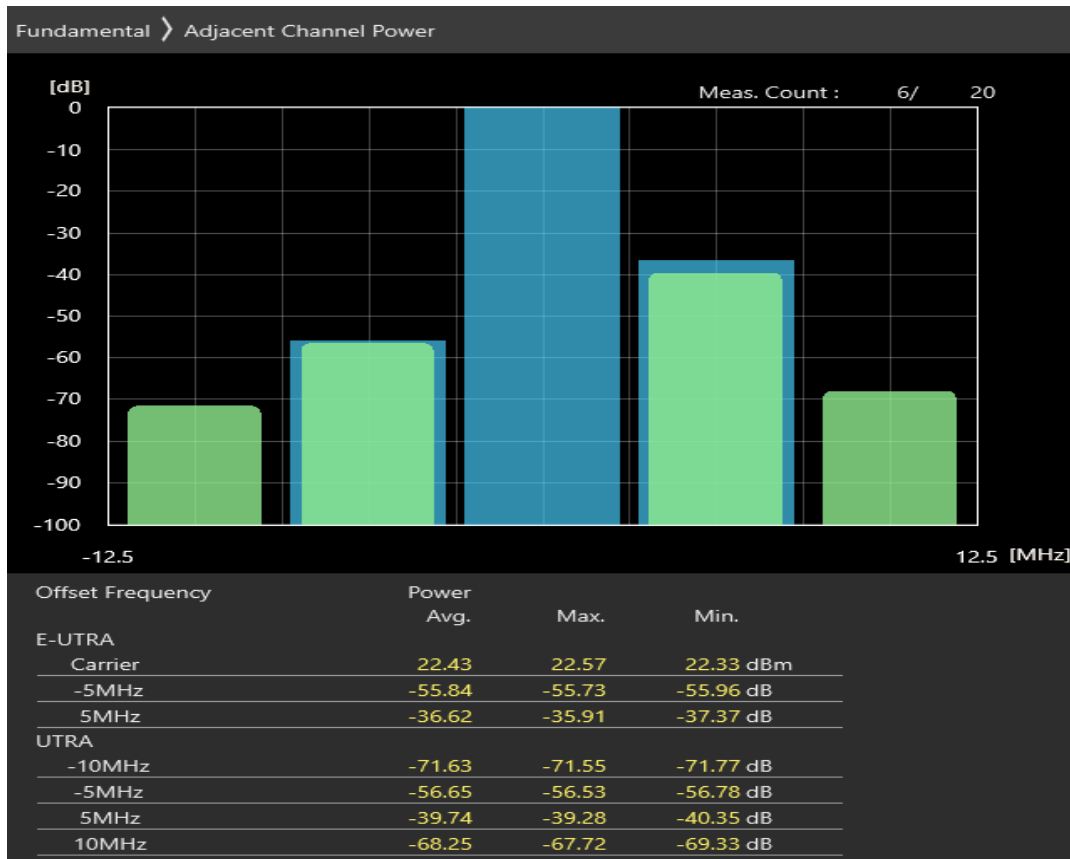 Fundamental ❯ Adjacent Channel Power
[dB]
Meas. Count : 6/ 20
0
-10
-20
-30
-40
-50
-60
-70
-80
-90
-100
-12.5 12.5 [MHz]
Offset Frequency Power
Avg. Max. Min.
E-UTRA
Carrier 22.43 22.57 22.33 dBm
-5MHz -55.84 -55.73 -55.96 dB
5MHz -36.62 -35.91 -37.37 dB
UTRA
-10MHz -71.63 -71.55 -71.77 dB
-5MHz -56.65 -56.53 -56.78 dB
5MHz -39.74 -39.28 -40.35 dB
10MHz -68.25 -67.72 -69.33 dB